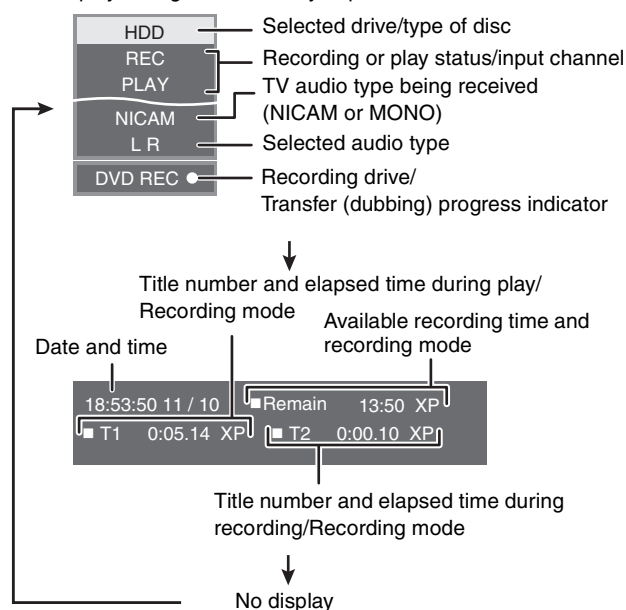 HDD
Selected drive/type of disc
REC
Recording or play status/input channel
PLAY
TV audio type being received
(NICAM or MONO)
NICAM
L R
Selected audio type
DVD REC ●
Recording drive/
Transfer (dubbing) progress indicator
Title number and elapsed time during play/
Recording mode
Available recording time and
recording mode
Date and time
18:53:50 11 / 10
■Remain 13:50 XP
■ T1 0:05.14 XP
■ T2 0:00.10 XP
Title number and elapsed time during
recording/Recording mode
No display